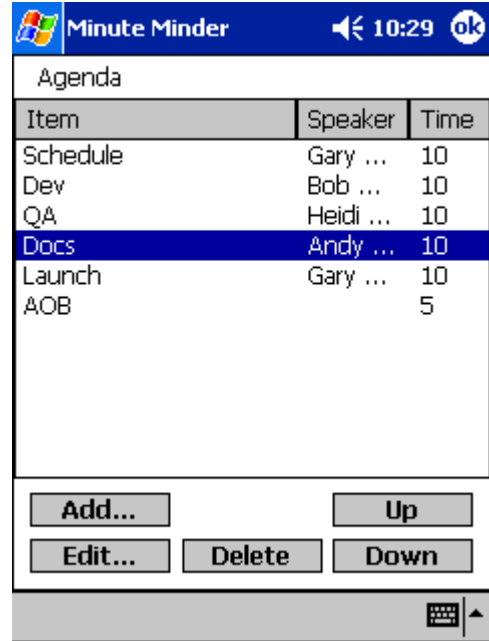 Minute Minder 10:29 ok
Agenda
Item Speaker Time
Schedule Gary ... 10
Dev Bob ... 10
QA Heidi ... 10
Docs Andy ... 10
Launch Gary ... 10
AOB 5
Add... Up
Edit... Delete Down